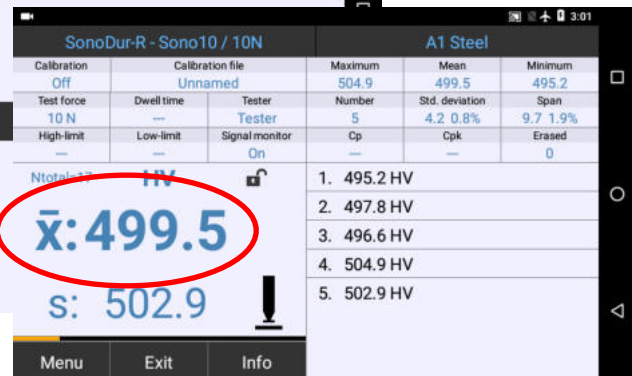 3:01
SonoDur-R - Sono10 / 10N
A1 Steel
Calibration Calibration file Maximum Mean Minimum
Off Unnamed 504.9 499.5 495.2
Test force Dwell time Tester Number Std. deviation Span
10 N --- Tester 5 4.2 0.8% 9.7 1.9%
High-limit Low-limit Signal monitor Cp Cpk Erased
--- --- On --- --- 0
Ntotal=17 HV
x̄: 499.5
s: 502.9
1. 495.2 HV
2. 497.8 HV
3. 496.6 HV
4. 504.9 HV
5. 502.9 HV
Menu Exit Info